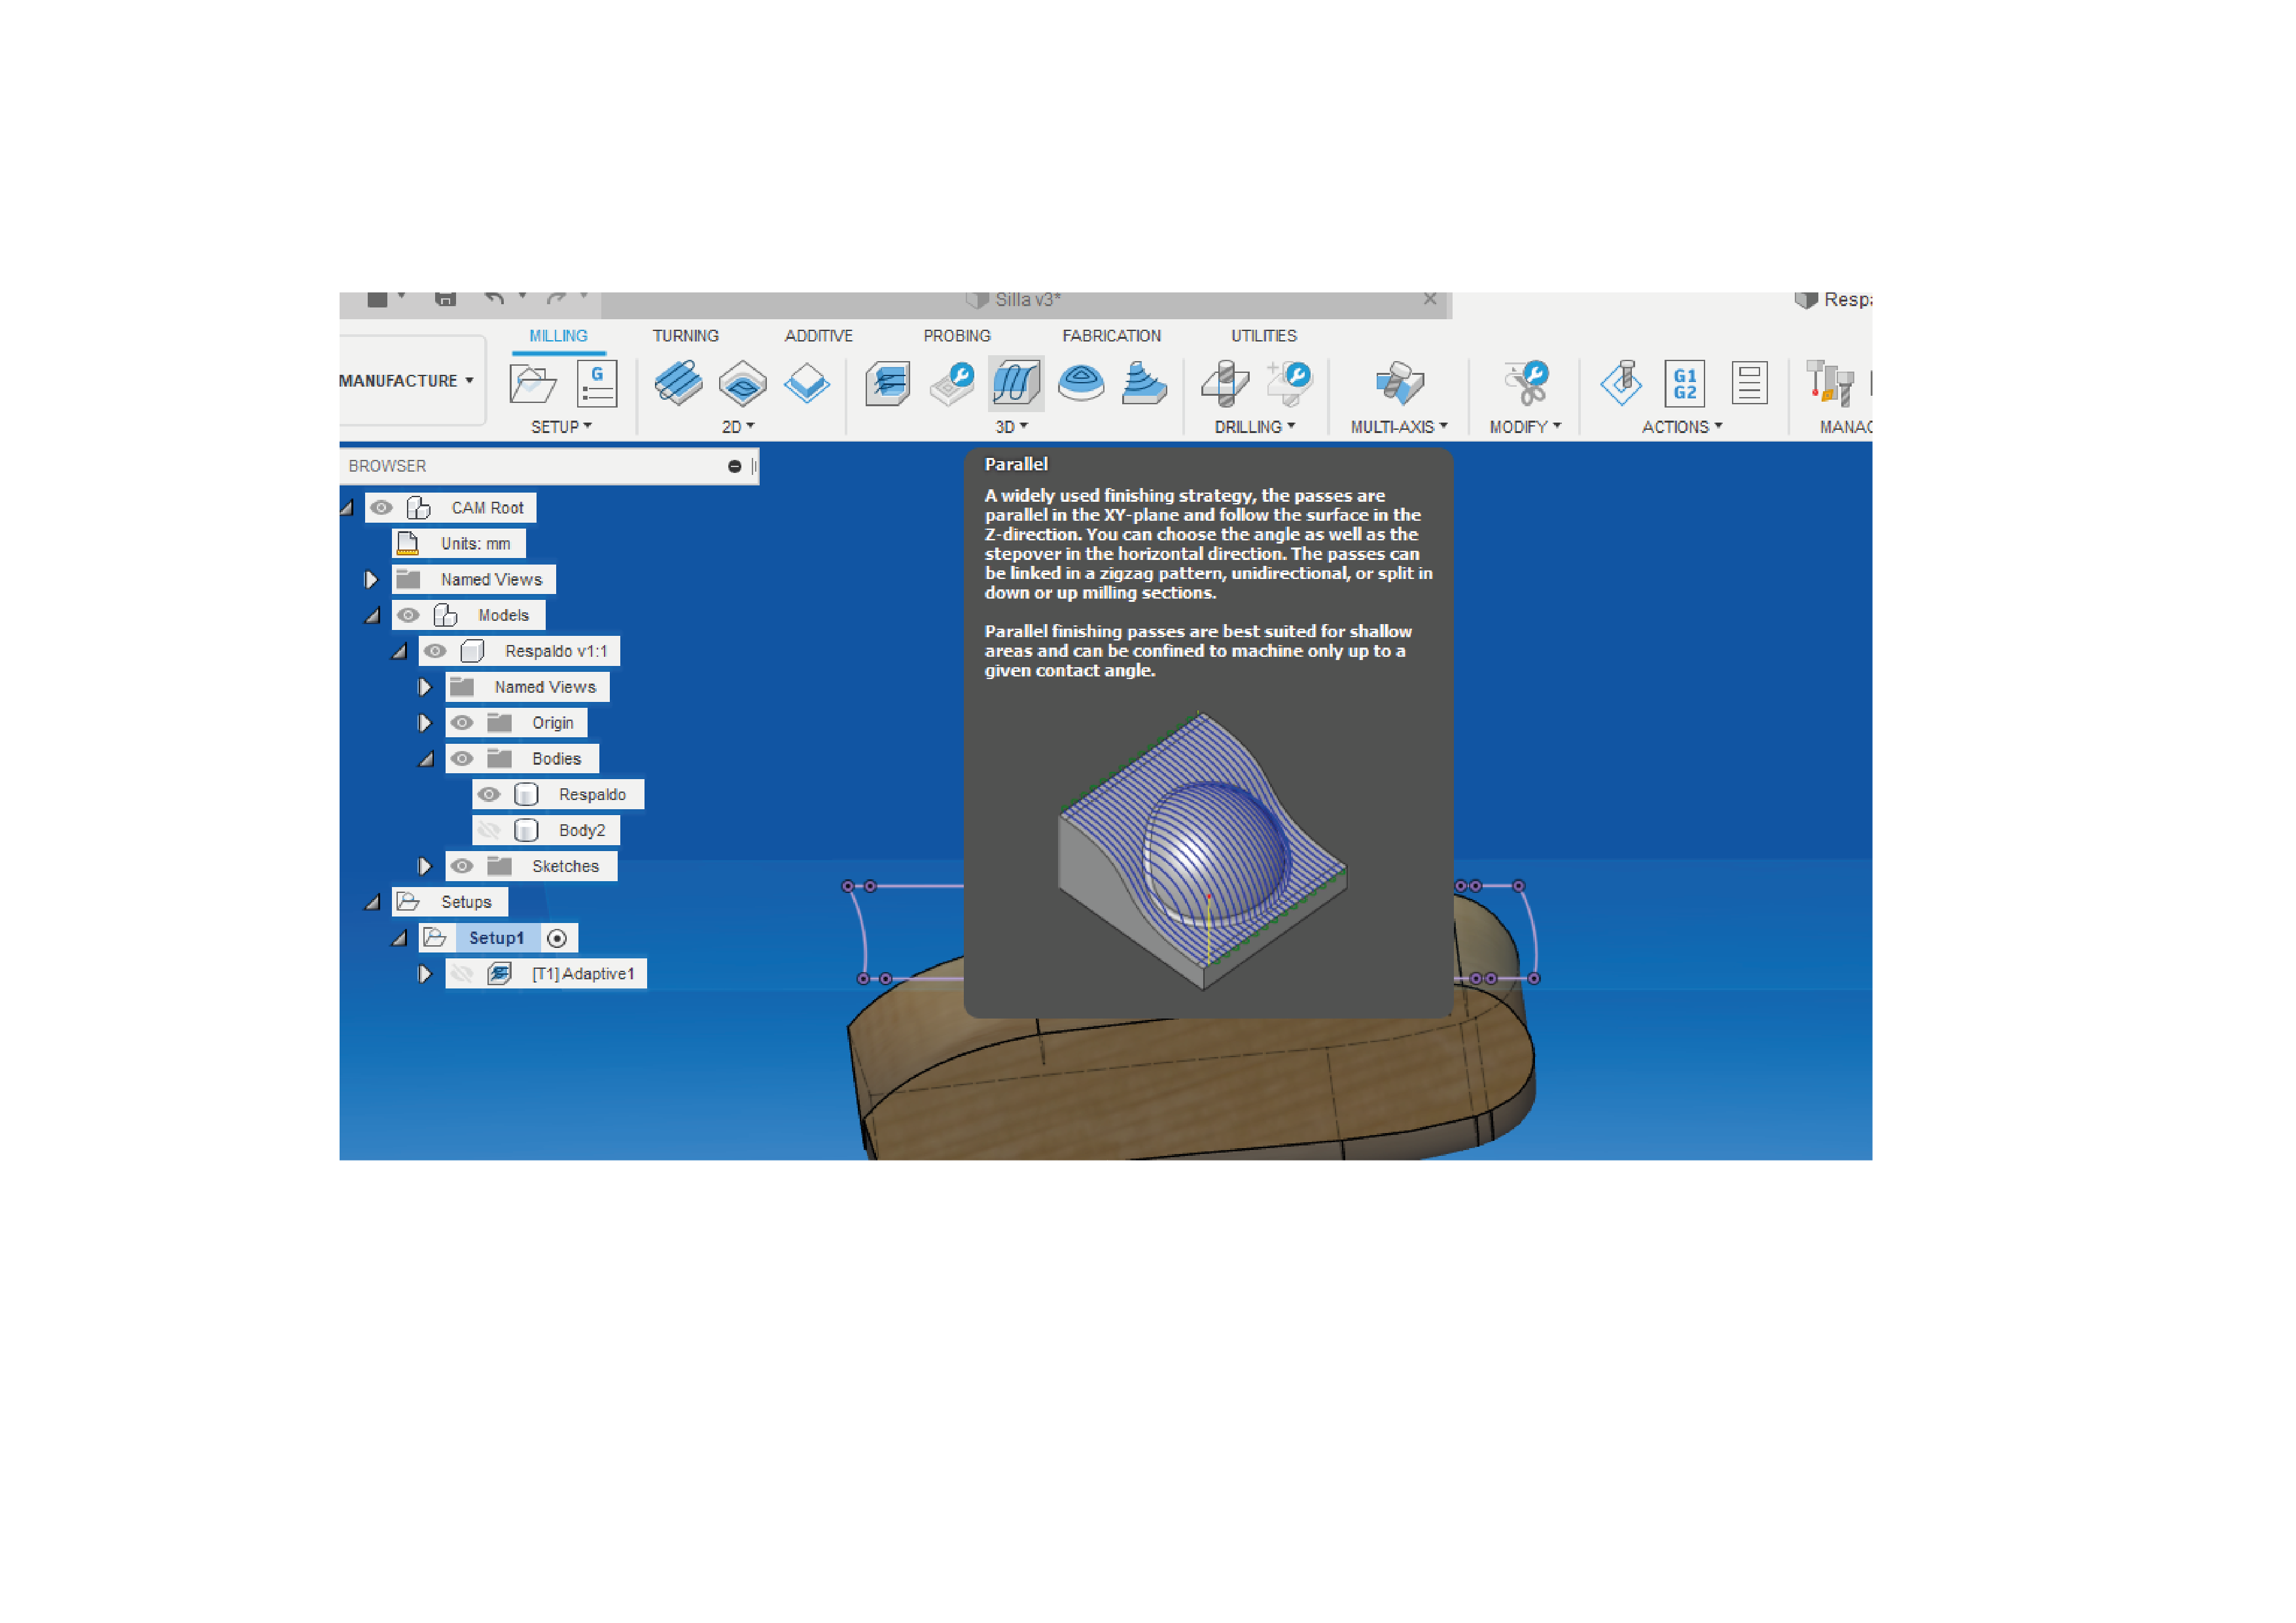 Silla v3*
Respa
MILLING TURNING ADDITIVE PROBING FABRICATION UTILITIES
MANUFACTURE
G
G1
G2
SETUP 2D 3D DRILLING MULTI-AXIS MODIFY ACTIONS MANAG
BROWSER
CAM Root
Units: mm
Named Views
Models
Respaldo v1:1
Named Views
Origin
Bodies
Respaldo
Body2
Sketches
Setups
Setup1
[T1] Adaptive1
Parallel
A widely used finishing strategy, the passes are
parallel in the XY-plane and follow the surface in the
Z-direction. You can choose the angle as well as the
stepover in the horizontal direction. The passes can
be linked in a zigzag pattern, unidirectional, or split in
down or up milling sections.
Parallel finishing passes are best suited for shallow
areas and can be confined to machine only up to a
given contact angle.